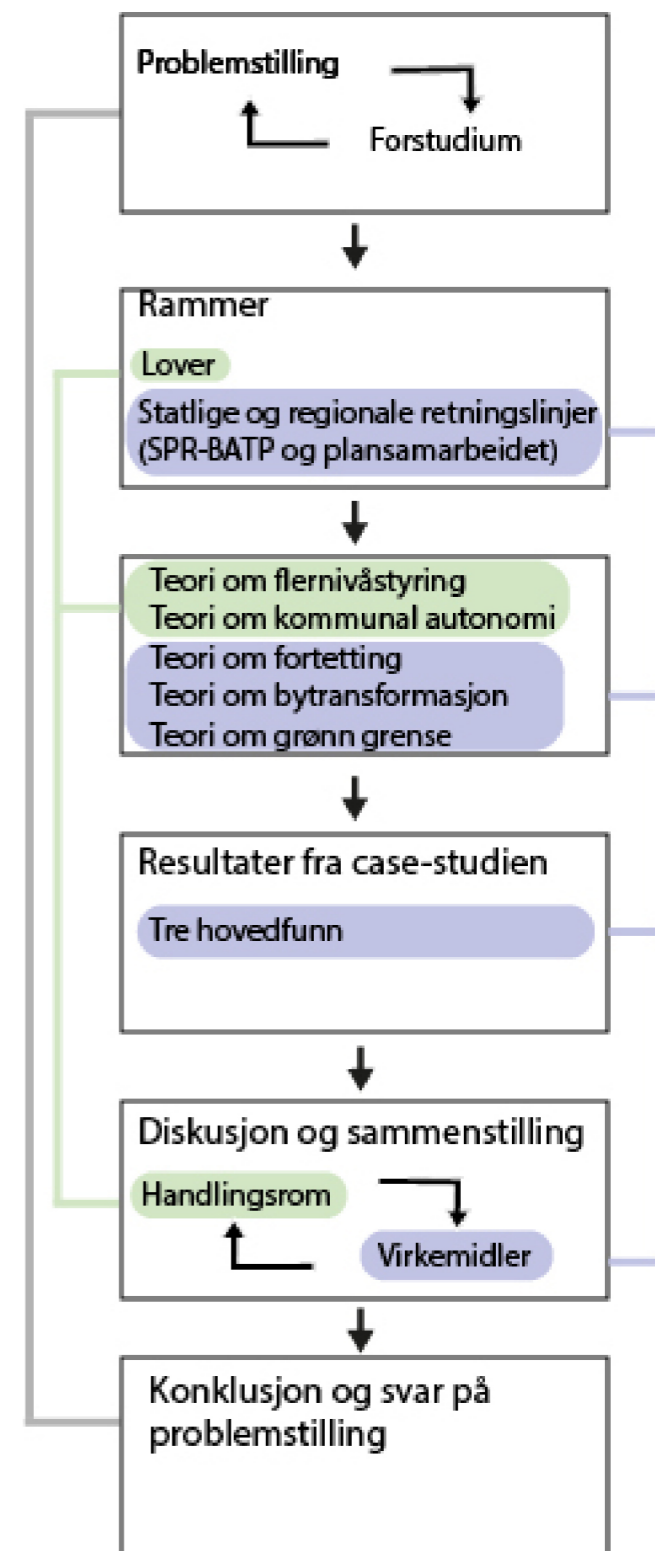 Problemstilling
Forstudium
Rammer
Lover
Statlige og regionale retningslinjer
(SPR-BATP og plansamarbeidet)
Teori om flernivåstyring
Teori om kommunal autonomi
Teori om fortetting
Teori om bytransformasjon
Teori om grønn grense
Resultater fra case-studien
Tre hovedfunn
Diskusjon og sammenstilling
Handlingsrom
Virkemidler
Konklusjon og svar på
problemstilling